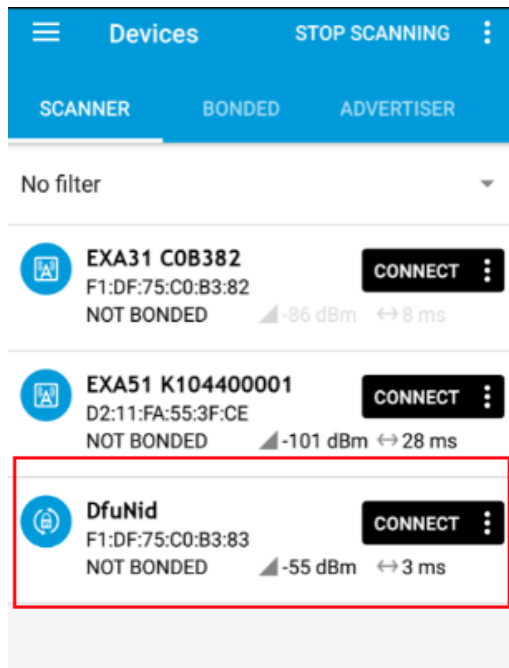 Devices STOP SCANNING
SCANNER BONDED ADVERTISER
No filter
EXA31 C0B382
CONNECT
F1:DF:75:C0:B3:82
NOT BONDED -86 dBm 8 ms
EXA51 K104400001
CONNECT
D2:11:FA:55:3F:CE
NOT BONDED -101 dBm 28 ms
DfuNid
CONNECT
F1:DF:75:C0:B3:83
NOT BONDED -55 dBm 3 ms